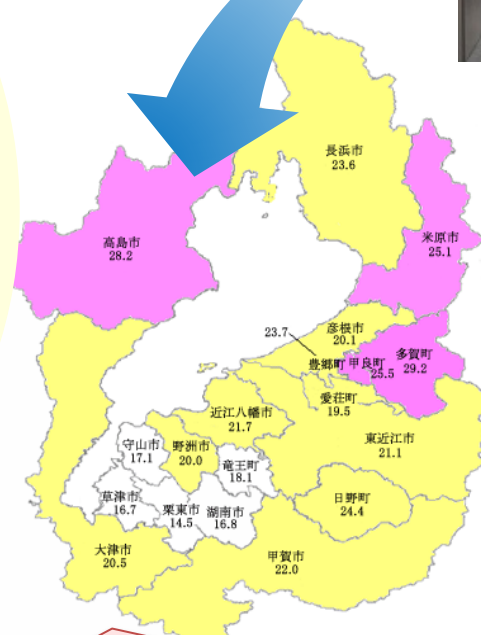 長浜市
23.6
高島市
28.2
米原市
25.1
彦根市
20.1
23.7
豊郷町
甲良町
25.5
多賀町
29.2
愛荘町
19.5
近江八幡市
21.7
東近江市
21.1
守山市
17.1
野洲市
20.0
竜王町
18.1
草津市
16.7
栗東市
14.5
湖南市
16.8
日野町
24.4
大津市
20.5
甲賀市
22.0